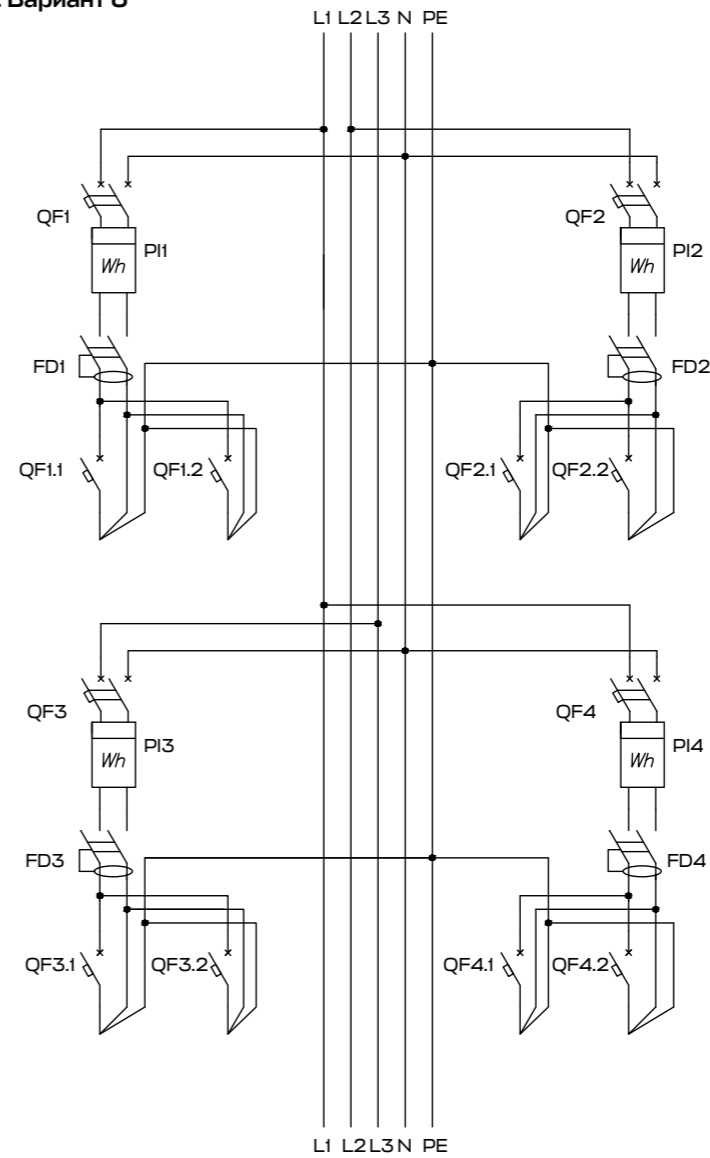 Вариант 8
L1 L2 L3 N PE
QF1 QF2
PI1 PI2
Wh Wh
FD1 FD2
QF1.1 QF1.2 QF2.1 QF2.2
QF3 QF4
PI3 PI4
Wh Wh
FD3 FD4
QF3.1 QF3.2 QF4.1 QF4.2
L1 L2 L3 N PE